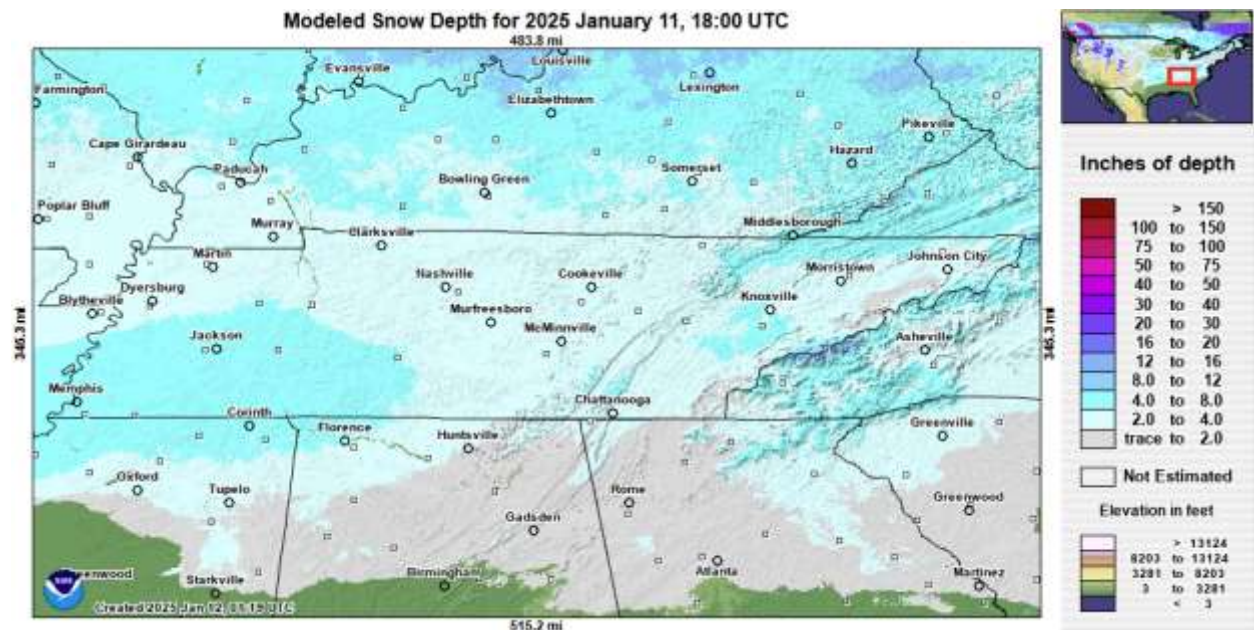 Modeled Snow Depth for 2025 January 11, 18:00 UTC
483.8 mi
Louisville
Evansville
Lexington
Farmington
Elizabethtown
Pikeville
Cape Girardeau
Hazard
Paducah
Somerset
Bowling Green
Poplar Bluff
Murray
Middlesborough
Clarksville
Martin
Johnson City
Nashville
Cookeville
Morristown
Dyersburg
Blytheville
Murfreesboro
Knoxville
McMinnville
Jackson
Asheville
345.3 mi
345.3 mi
Memphis
Chattanooga
Corinth
Florence
Greenville
Huntsville
Oxford
Tupelo
Rome
Greenwood
Gadsden
Atlanta
Birmingham
Martinez
Starkville
Created 2025 Jan 12, 01:15 UTC
515.2 mi
Inches of depth
> 150
100 to 150
75 to 100
50 to 75
40 to 50
30 to 40
20 to 30
16 to 20
12 to 16
8.0 to 12
4.0 to 8.0
2.0 to 4.0
trace to 2.0
Not Estimated
Elevation in feet
> 13124
8203 to 13124
3281 to 8203
3 to 3281
< 3